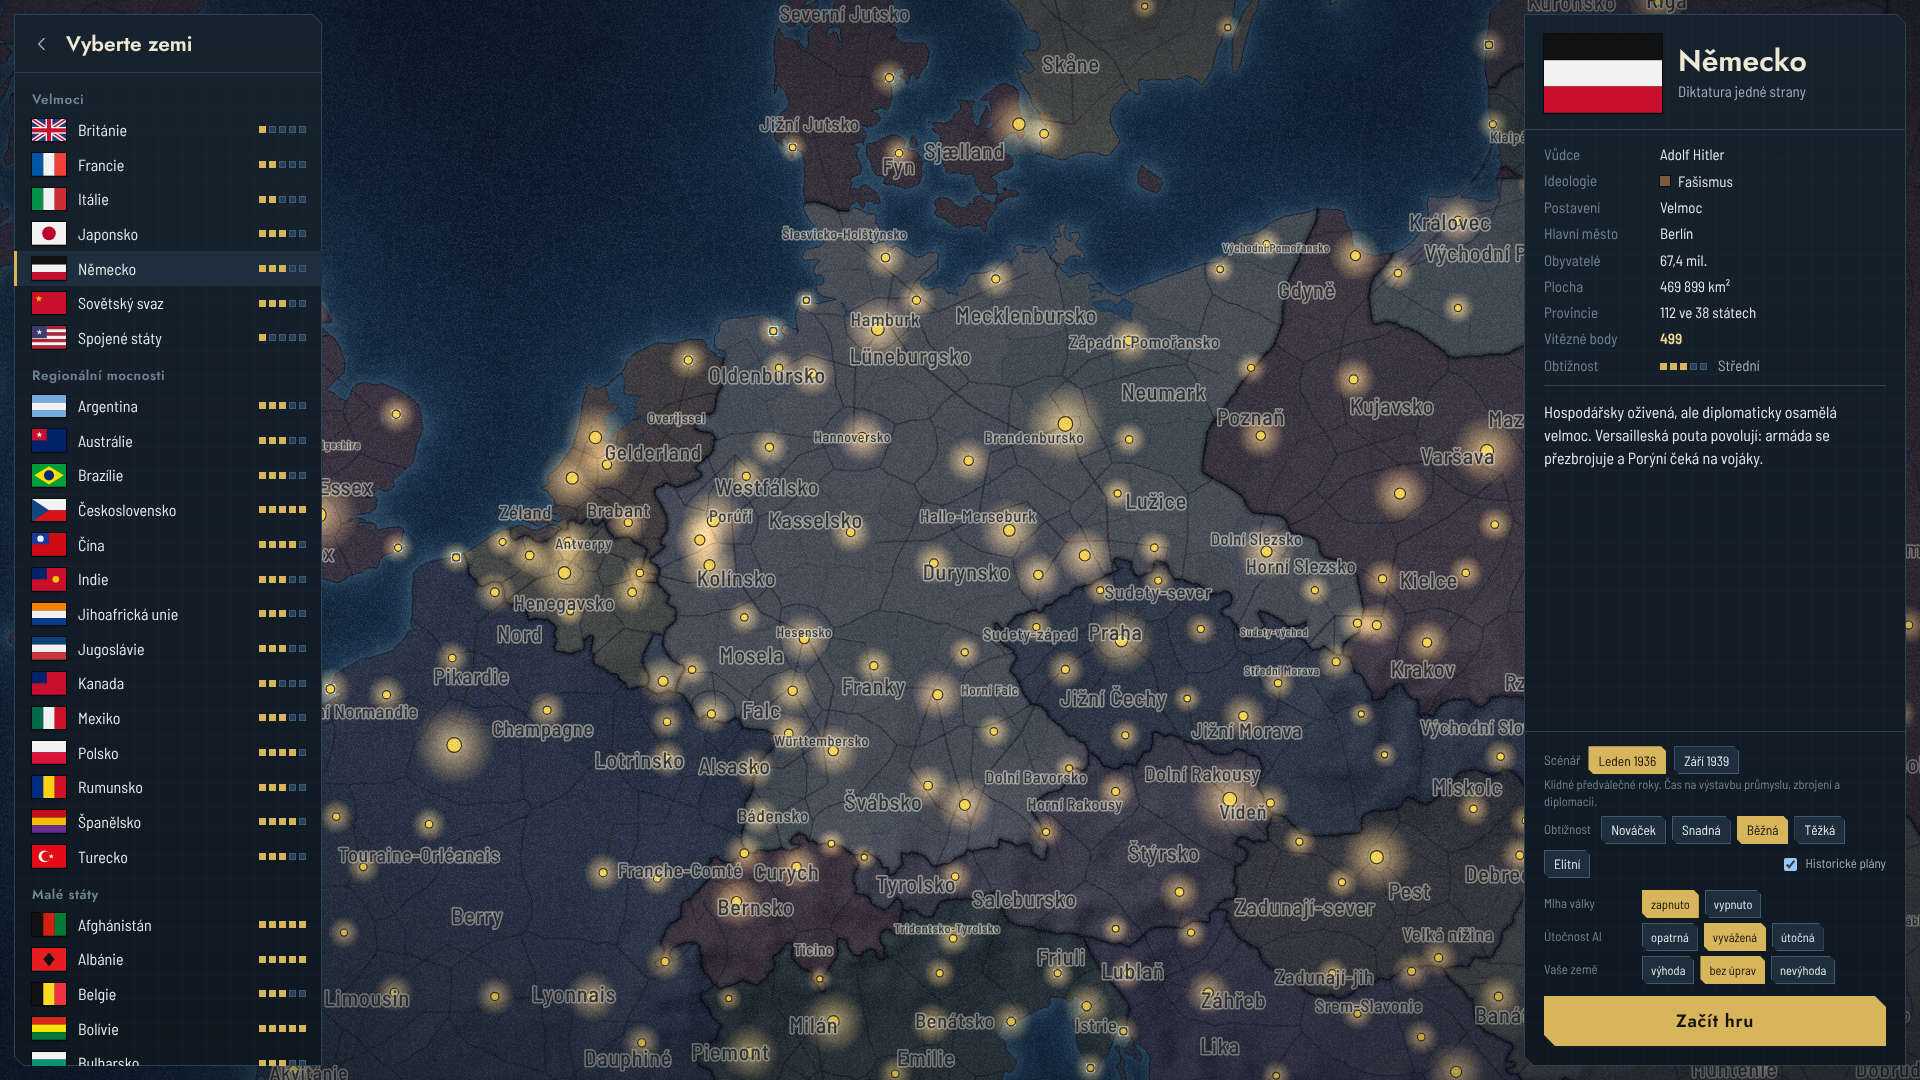 Vyberte zemi
Velmoci
Británie
Francie
Itálie
Japonsko
Německo
Sovětský svaz
Spojené státy
Regionální mocnosti
Argentina
Austrálie
Brazílie
Československo
Čína
Indie
Jihoafrická unie
Jugoslávie
Kanada
Mexiko
Polsko
Rumunsko
Španělsko
Turecko
Malé státy
Afghánistán
Albánie
Belgie
Bolívie
Bulharsko
Severní Jutsko
Skåne
Jižní Jutsko
Sjælland
Fyn
Šlesvicko-Holštýnsko
Východní Pomořansko
Královec
Východní P
Gdyně
Hamburk
Mecklenbursko
Lüneburgsko
Západní Pomořansko
Oldenbursko
Neumark
Overijssel
Poznaň
Kujavsko
Maz
Hannoversko
Brandenbursko
Gelderland
Varšava
Essex
Westfálsko
Lužice
Zéland
Brabant
Porúří
Kasselsko
Halle-Merseburk
Antverpy
Dolní Slezsko
Horní Slezsko
Kolínsko
Durynsko
Kielce
Sudety-sever
Henegavsko
Nord
Hesensko
Sudety-západ
Praha
Sudety-východ
Mosela
Střední Morava
Krakov
Pikardie
Franky
Horní Falc
Jižní Čechy
Normandie
Falc
Champagne
Württembersko
Jižní Morava
Východní Slo
Lotrinsko
Alsasko
Dolní Bavorsko
Dolní Rakousy
Miskolc
Švábsko
Horní Rakousy
Vídeň
Bádensko
Touraine-Orléanais
Štýrsko
Franche-Comté
Curych
Tyrolsko
Salcbursko
Pest
Debrec
Berry
Bernsko
Zadunají-sever
Tridentsko-Tyrolsko
Velká nížina
Ticino
Friuli
Lublaň
Zadunají-jih
Limousin
Lyonnais
Záhřeb
Srem-Slavonie
Milán
Benátsko
Istrie
Banát
Dauphiné
Piemont
Emilie
Lika
Akvitánie
Kuronsko
Riga
Německo
Diktatura jedné strany
Vůdce Adolf Hitler
Ideologie Fašismus
Postavení Velmoc
Hlavní město Berlín
Obyvatelé 67,4 mil.
Plocha 469 899 km²
Provincie 112 ve 38 státech
Vítězné body 499
Obtížnost Střední
Hospodářsky oživená, ale diplomaticky osamělá
velmoc. Versailleská pouta povolují: armáda se
přezbrojuje a Porýní čeká na vojáky.
Scénář Leden 1936 Září 1939
Klidné předválečné roky. Čas na výstavbu průmyslu, zbrojení a
diplomacii.
Obtížnost Nováček Snadná Běžná Těžká
Elitní Historické plány
Mlha války zapnuto vypnuto
Útočnost AI opatrná vyvážená útočná
Vaše země výhoda bez úprav nevýhoda
Začít hru